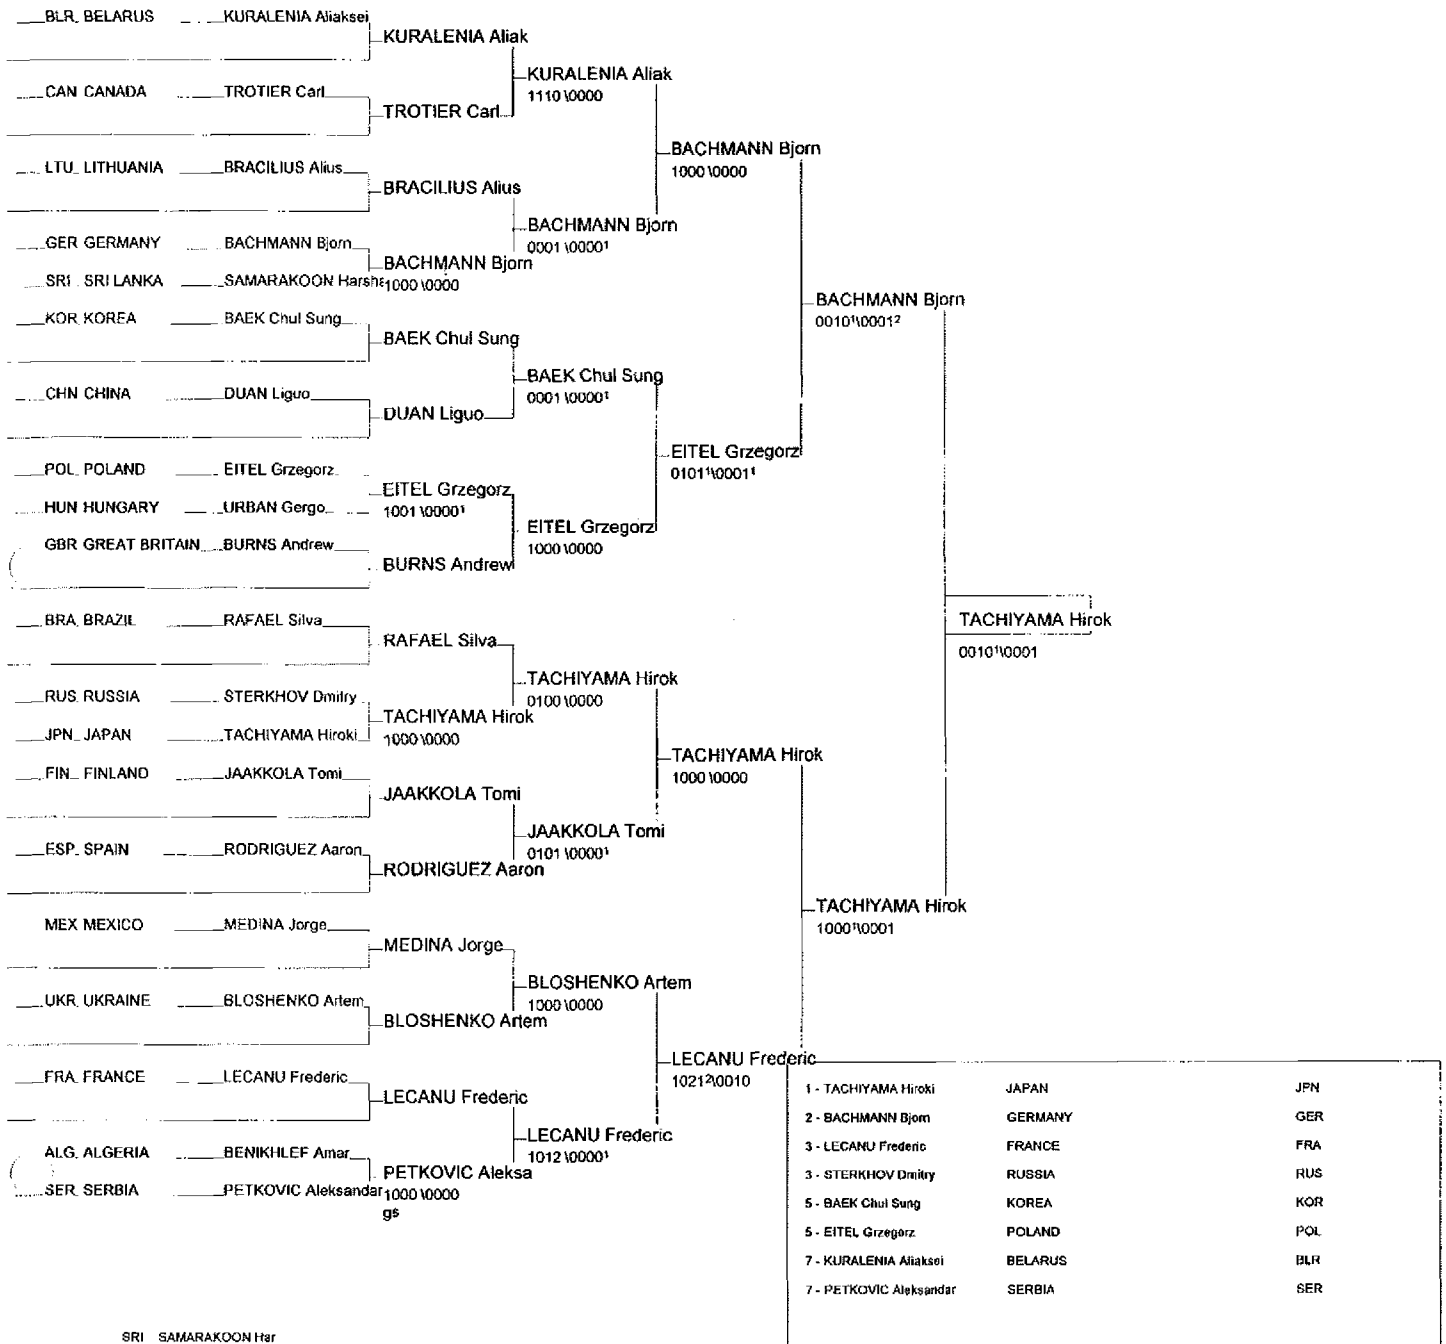 BLR BELARUS KURALENIA Aliaksei
KURALENIA Aliak
KURALENIA Aliak
1110\0000
CAN CANADA TROTIER Carl
TROTIER Carl
BACHMANN Bjorn
1000\0000
LTU LITHUANIA BRACILIUS Alius
BRACILIUS Alius
BACHMANN Bjorn
0001\0000¹
GER GERMANY BACHMANN Bjorn
BACHMANN Bjorn
SRI SRI LANKA SAMARAKOON Harsha
1000\0000
BACHMANN Bjorn
0010¹\0001²
KOR KOREA BAEK Chul Sung
BAEK Chul Sung
BAEK Chul Sung
0001\0000¹
CHN CHINA DUAN Liguo
DUAN Liguo
EITEL Grzegorz
0101¹\0001¹
POL POLAND EITEL Grzegorz
EITEL Grzegorz
HUN HUNGARY URBAN Gergo
1001\0000¹
EITEL Grzegorz
1000\0000
GBR GREAT BRITAIN BURNS Andrew
BURNS Andrew
TACHIYAMA Hirok
0010¹\0001
BRA BRAZIL RAFAEL Silva
RAFAEL Silva
TACHIYAMA Hirok
0100\0000
RUS RUSSIA STERKHOV Dmitry
TACHIYAMA Hirok
JPN JAPAN TACHIYAMA Hiroki
1000\0000
TACHIYAMA Hirok
1000\0000
FIN FINLAND JAAKKOLA Tomi
JAAKKOLA Tomi
JAAKKOLA Tomi
0101\0000¹
ESP SPAIN RODRIGUEZ Aaron
RODRIGUEZ Aaron
TACHIYAMA Hirok
1000¹\0001
MEX MEXICO MEDINA Jorge
MEDINA Jorge
BLOSHENKO Artem
1000\0000
UKR UKRAINE BLOSHENKO Artem
BLOSHENKO Artem
LECANU Frederic
1021²\0010
FRA FRANCE LECANU Frederic
LECANU Frederic
LECANU Frederic
1012\0000¹
ALG ALGERIA BENIKHLEF Amar
PETKOVIC Aleksa
SER SERBIA PETKOVIC Aleksandar
1000\0000
gs
1 - TACHIYAMA Hiroki JAPAN JPN
2 - BACHMANN Bjorn GERMANY GER
3 - LECANU Frederic FRANCE FRA
3 - STERKHOV Dmitry RUSSIA RUS
5 - BAEK Chul Sung KOREA KOR
5 - EITEL Grzegorz POLAND POL
7 - KURALENIA Aliaksei BELARUS BLR
7 - PETKOVIC Aleksandar SERBIA SER
SRI SAMARAKOON Har